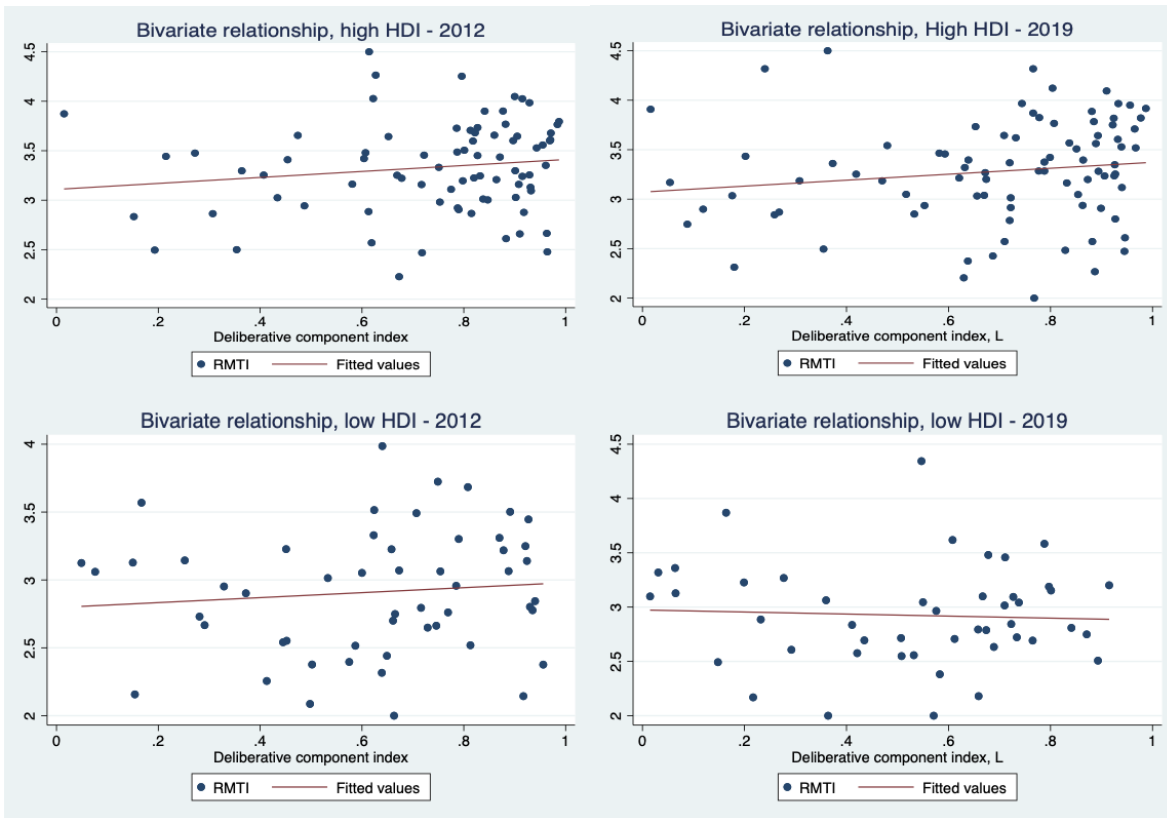 Bivariate relationship, high HDI - 2012
4.5
4
3.5
3
2.5
2
0 .2 .4 .6 .8 1
Deliberative component index
RMTI Fitted values
Bivariate relationship, High HDI - 2019
4.5
4
3.5
3
2.5
2
0 .2 .4 .6 .8 1
Deliberative component index, L
RMTI Fitted values
Bivariate relationship, low HDI - 2012
4
3.5
3
2.5
2
0 .2 .4 .6 .8 1
Deliberative component index
RMTI Fitted values
Bivariate relationship, low HDI - 2019
4.5
4
3.5
3
2.5
2
0 .2 .4 .6 .8 1
Deliberative component index, L
RMTI Fitted values